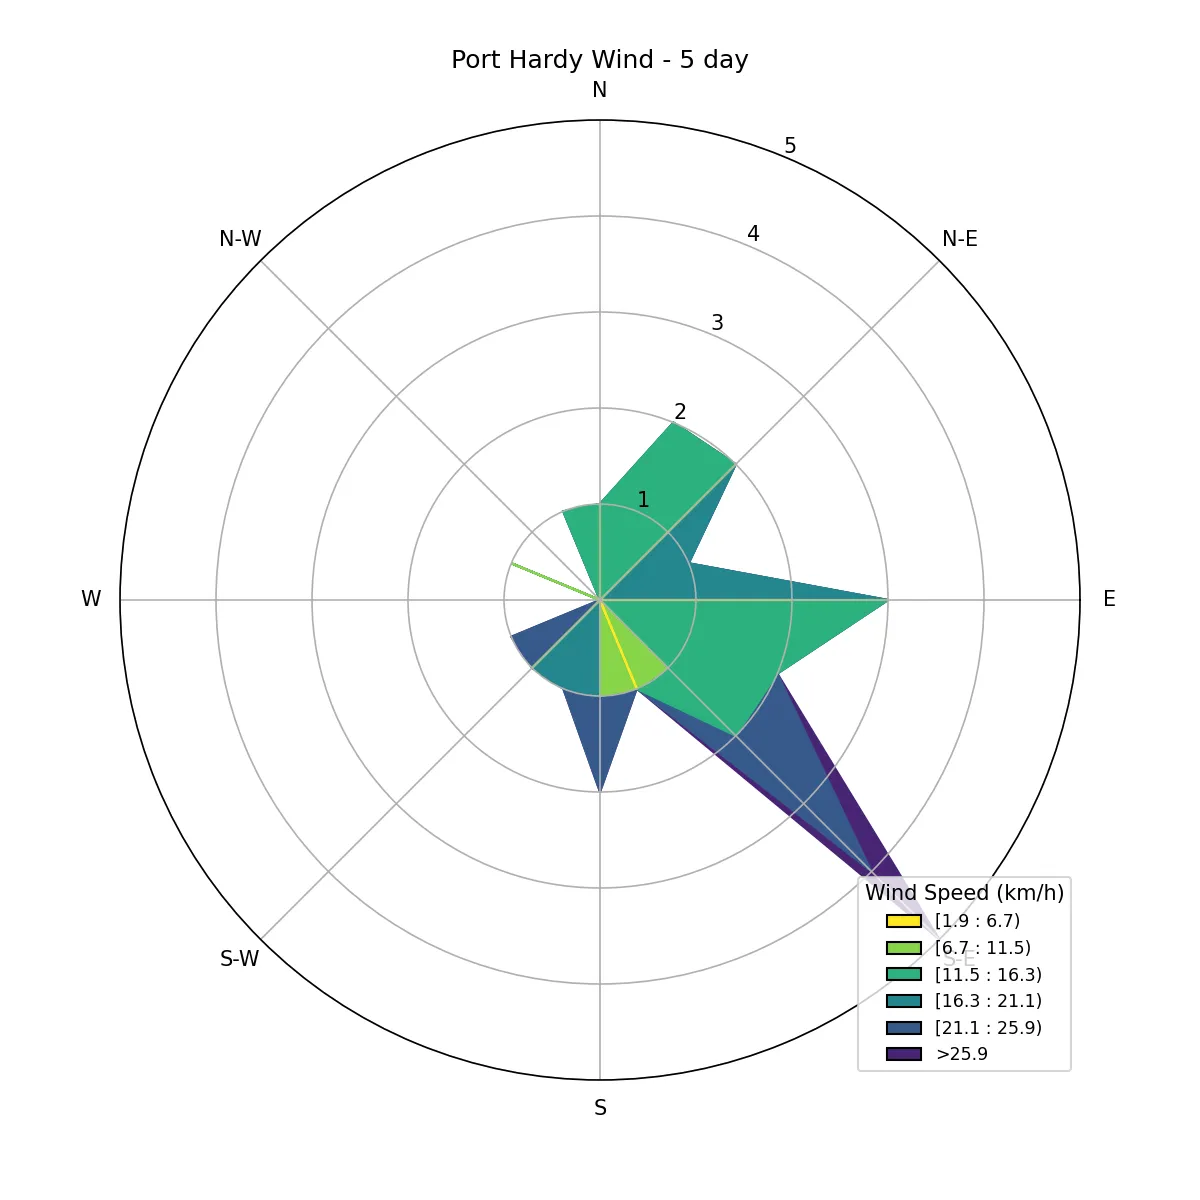 Port Hardy Wind - 5 day
N
5
N-W
4
N-E
3
2
1
W
E
Wind Speed (km/h)
[1.9 : 6.7)
[6.7 : 11.5)
[11.5 : 16.3)
[16.3 : 21.1)
[21.1 : 25.9)
>25.9
S-W
S-E
S